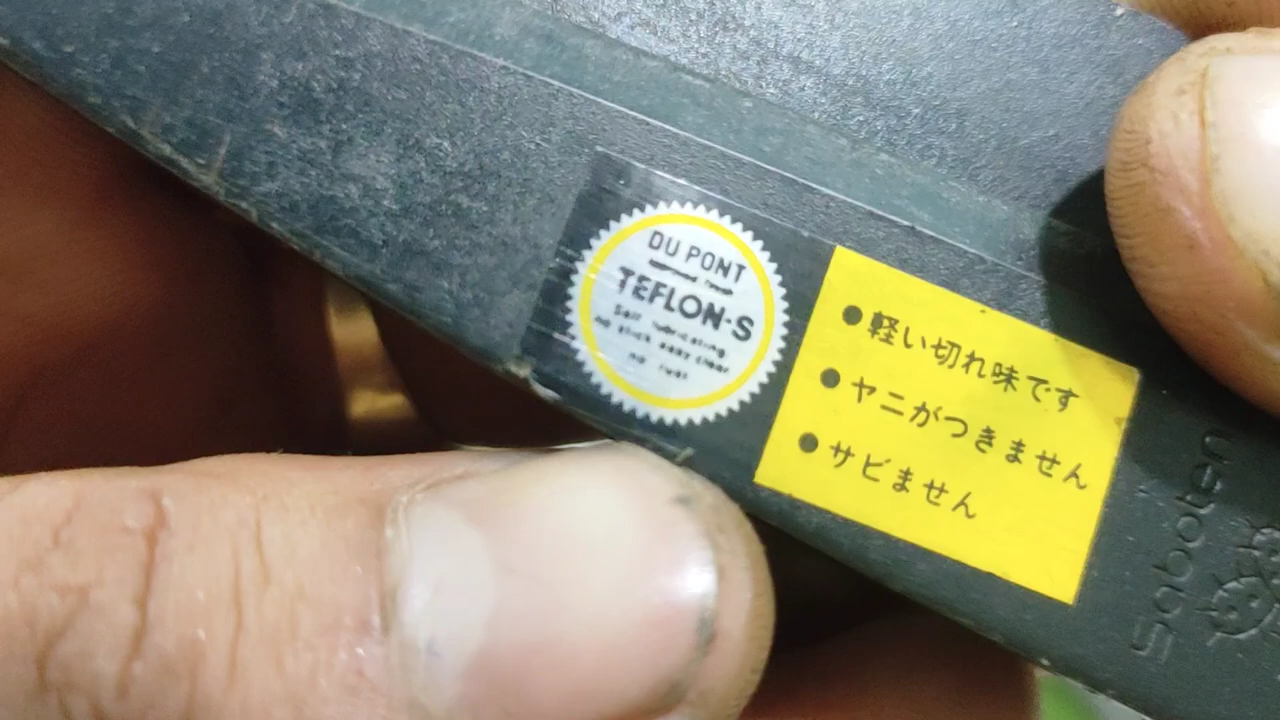 DU PONT
TEFLON-S
Self lubricating,
no stick easy clean
no rust
●軽い切れ味です
●ヤニがつきません
●サビません
Saboten